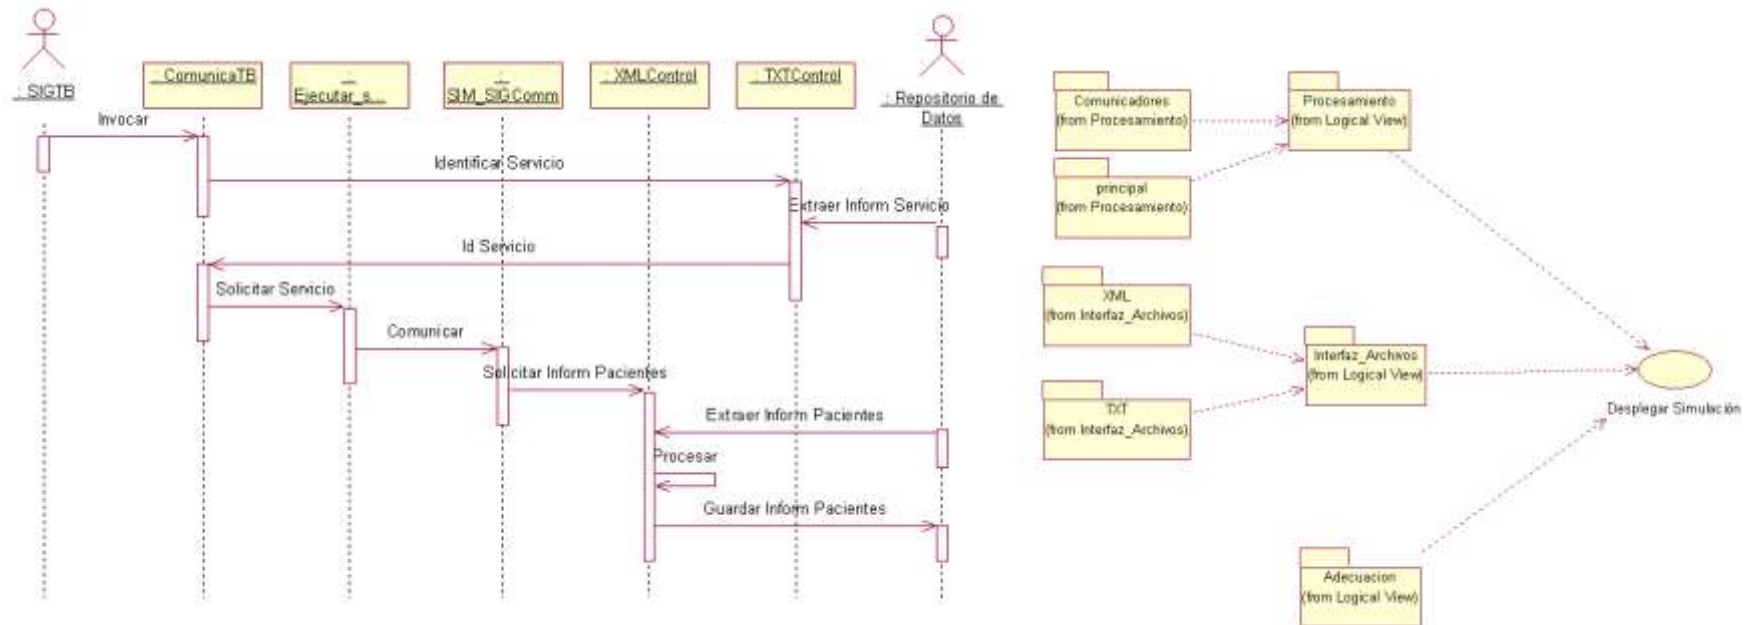 : SIGTB
: ComunicaTB
:
Ejecutar_s...
:
SIM_SIGComm
: XMLControl
: TXTControl
: Repositorio de
Datos
Invocar
Identificar Servicio
Extraer Inform Servicio
Id Servicio
Solicitar Servicio
Comunicar
Solicitar Inform Pacientes
Extraer Inform Pacientes
Procesar
Guardar Inform Pacientes
Comunicadores
(from Procesamiento)
Procesamiento
(from Logical View)
principal
(from Procesamiento)
XML
(from Interfaz_Archivos)
Interfaz_Archivos
(from Logical View)
TXT
(from Interfaz_Archivos)
Desplegar Simulación
Adecuacion
(from Logical View)